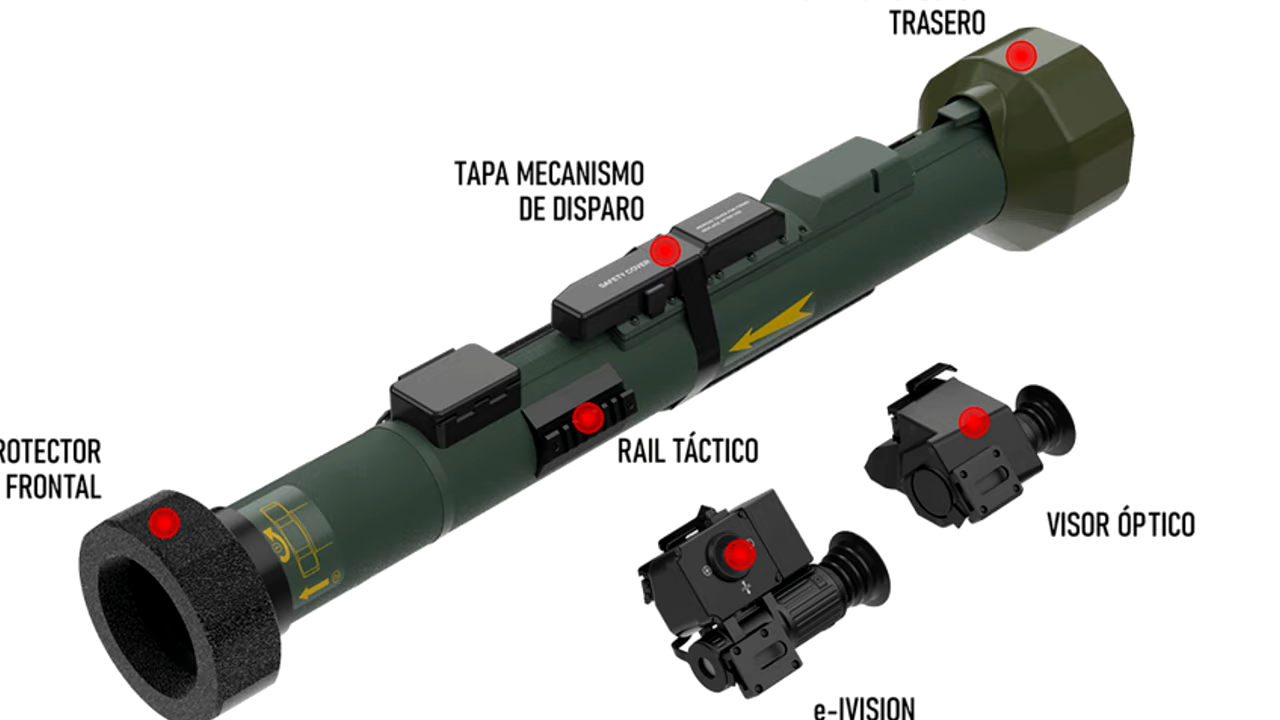 TRASERO
TAPA MECANISMO
DE DISPARO
SAFETY COVER
RAIL TÁCTICO
ROTECTOR
FRONTAL
VISOR ÓPTICO
e-IVISION